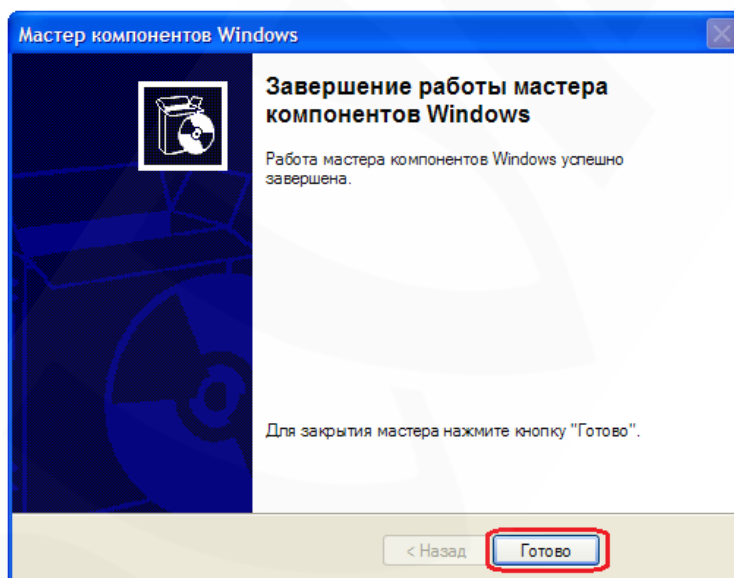 Мастер компонентов Windows
Завершение работы мастера
компонентов Windows
Работа мастера компонентов Windows успешно
завершена.
Для закрытия мастера нажмите кнопку "Готово".
< Назад
Готово